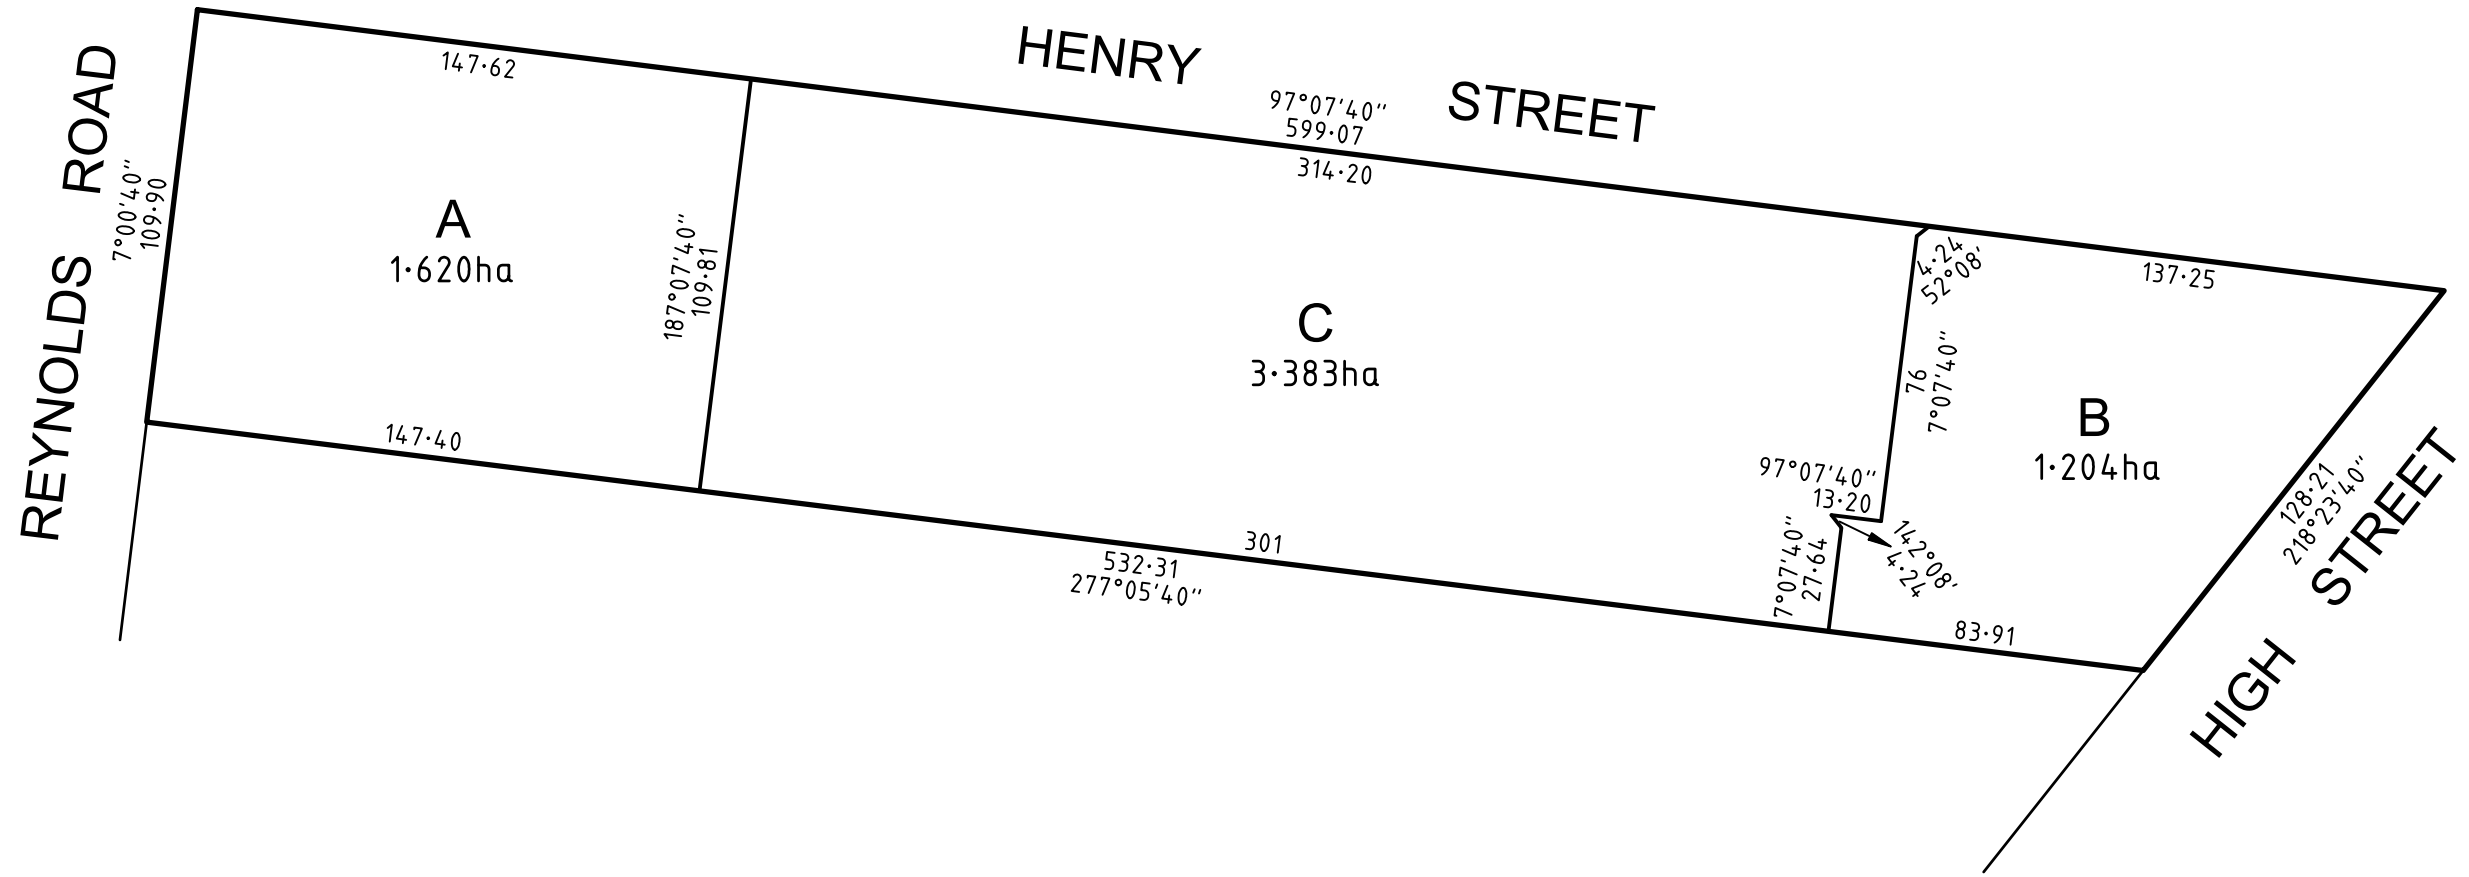 HENRY STREET
97°07'40"
599·07
314·20
147·62
REYNOLDS ROAD
7°00'40"
109·90
A
1·620ha
187°07'40"
109·81
C
3·383ha
4·24
52°08'
137·25
76
7°07'40"
B
1·204ha
97°07'40"
13·20
142°08'
4·24
7°07'40"
27·64
128·21
218°23'40"
HIGH STREET
147·40
301
532·31
277°05'40"
83·91